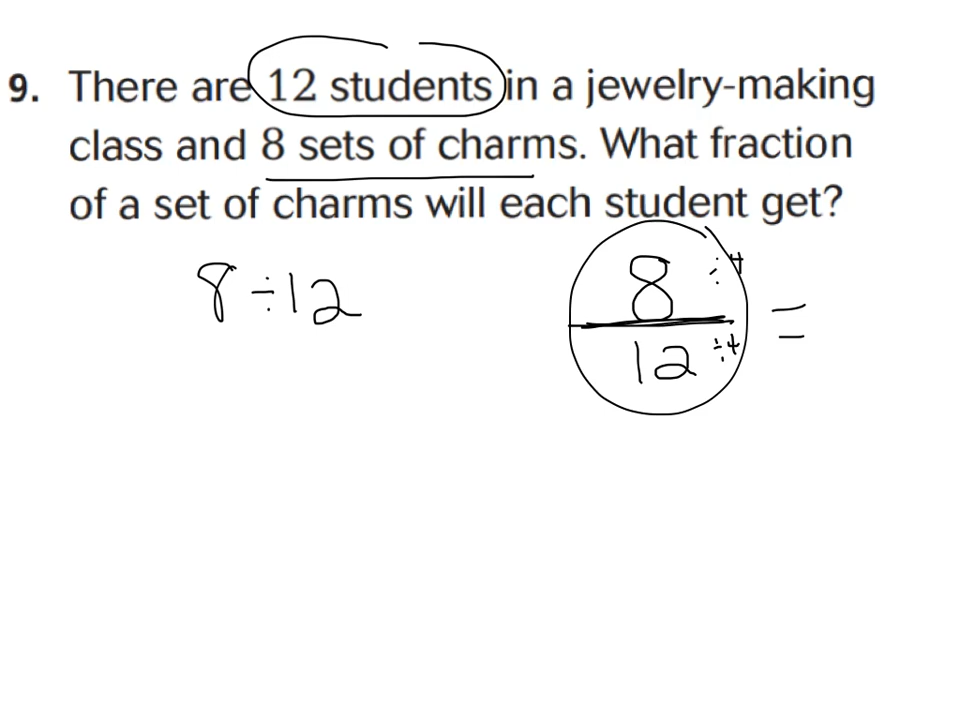 9. There are 12 students in a jewelry-making
class and 8 sets of charms. What fraction
of a set of charms will each student get?
8 ÷ 12
8 ÷4
12 ÷4 =